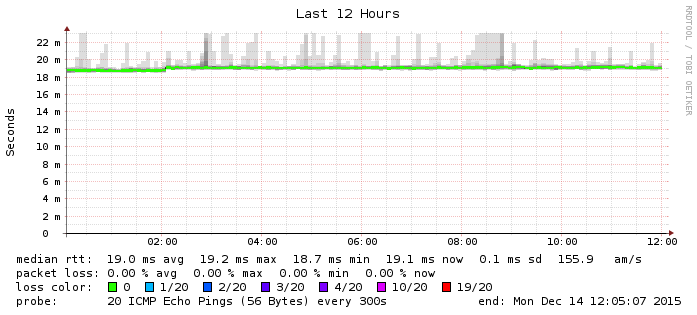 Last 12 Hours
RRDTOOL / TOBI OETIKER
Seconds
22 m
20 m
18 m
16 m
14 m
12 m
10 m
8 m
6 m
4 m
2 m
0
02:00 04:00 06:00 08:00 10:00 12:00
median rtt: 19.0 ms avg 19.2 ms max 18.7 ms min 19.1 ms now 0.1 ms sd 155.9 am/s
packet loss: 0.00 % avg 0.00 % max 0.00 % min 0.00 % now
loss color: 0 1/20 2/20 3/20 4/20 10/20 19/20
probe: 20 ICMP Echo Pings (56 Bytes) every 300s end: Mon Dec 14 12:05:07 2015